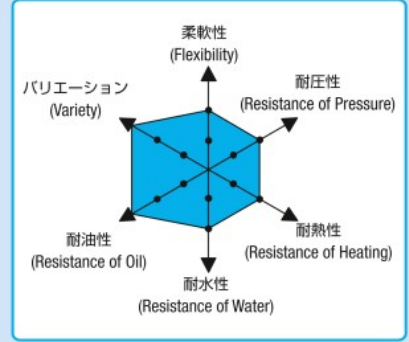 柔軟性
(Flexibility)
バリエーション
(Variety)
耐圧性
(Resistance of Pressure)
耐油性
(Resistance of Oil)
耐熱性
(Resistance of Heating)
耐水性
(Resistance of Water)